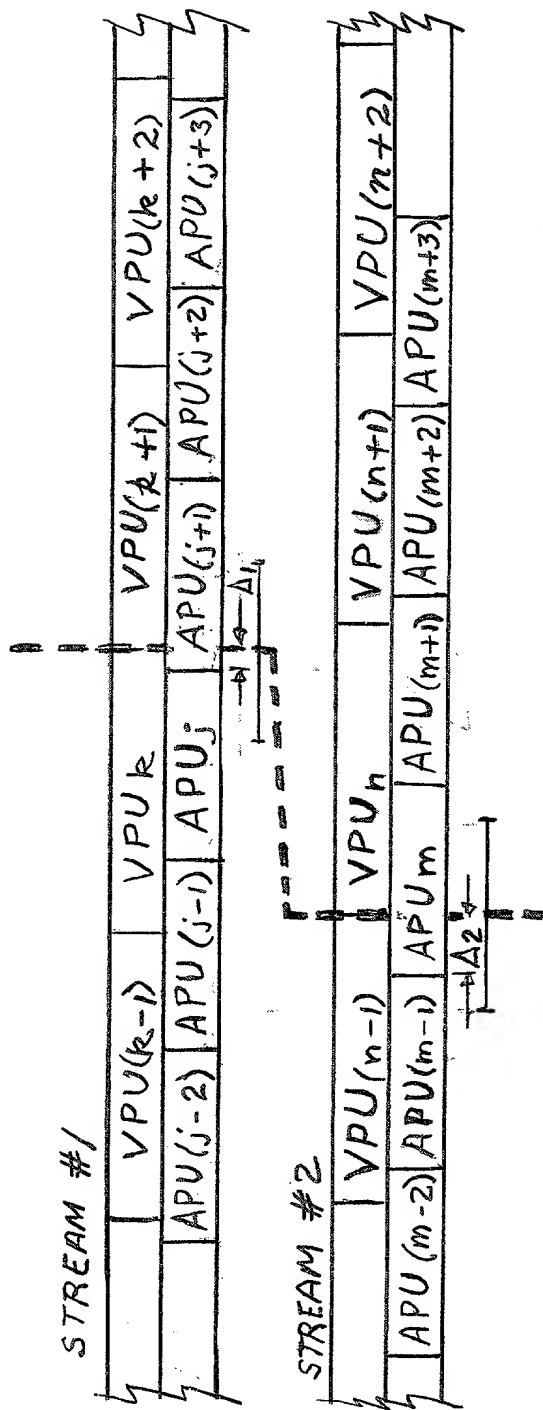 STREAM #1
VPU(k-1) VPUk VPU(k+1) VPU(k+2)
APU(j-2) APU(j-1) APUj APU(j+1) APU(j+2) APU(j+3)
Δ1
STREAM #2
VPU(n-1) VPUn VPU(n+1) VPU(n+2)
APU(m-2) APU(m-1) APUm APU(m+1) APU(m+2) APU(m+3)
Δ2